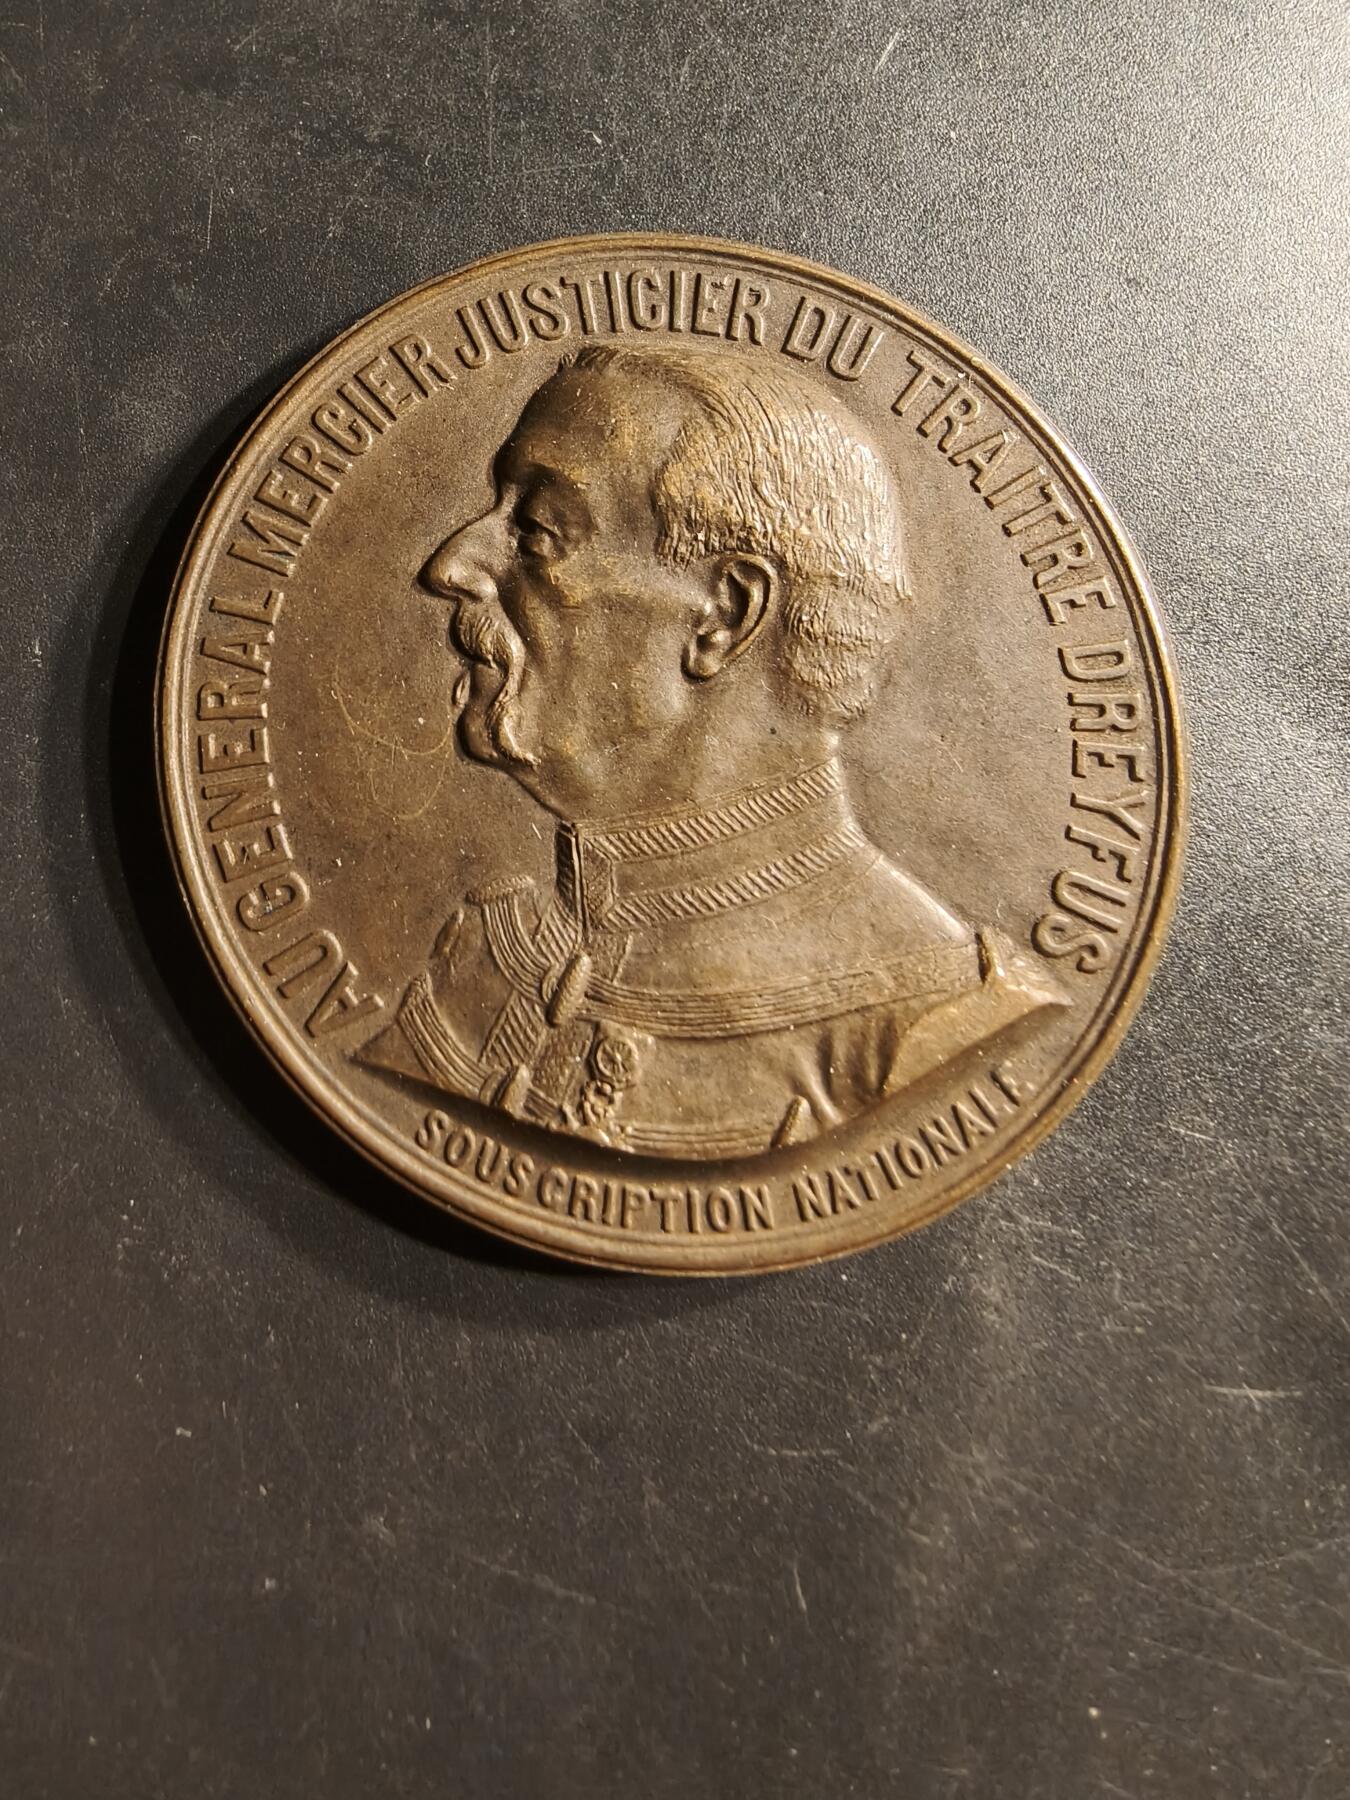 AU GENERAL MERCIER JUSTICIER DU TRAITRE DREYFUS
SOUSCRIPTION NATIONALE